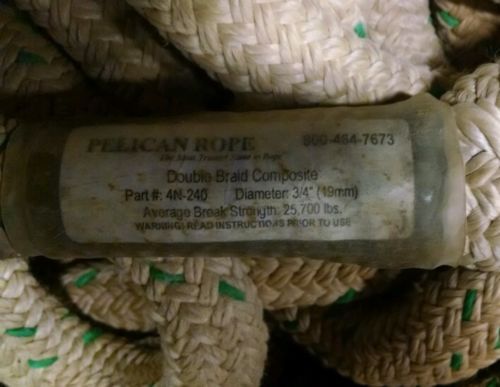 PELICAN ROPE 800-464-7673
The Most Trusted Name in Rope
Double Braid Composite
Part #: 4N-240 Diameter: 3/4" (19mm)
Average Break Strength: 25,700 lbs.
WARNING! READ INSTRUCTIONS PRIOR TO USE